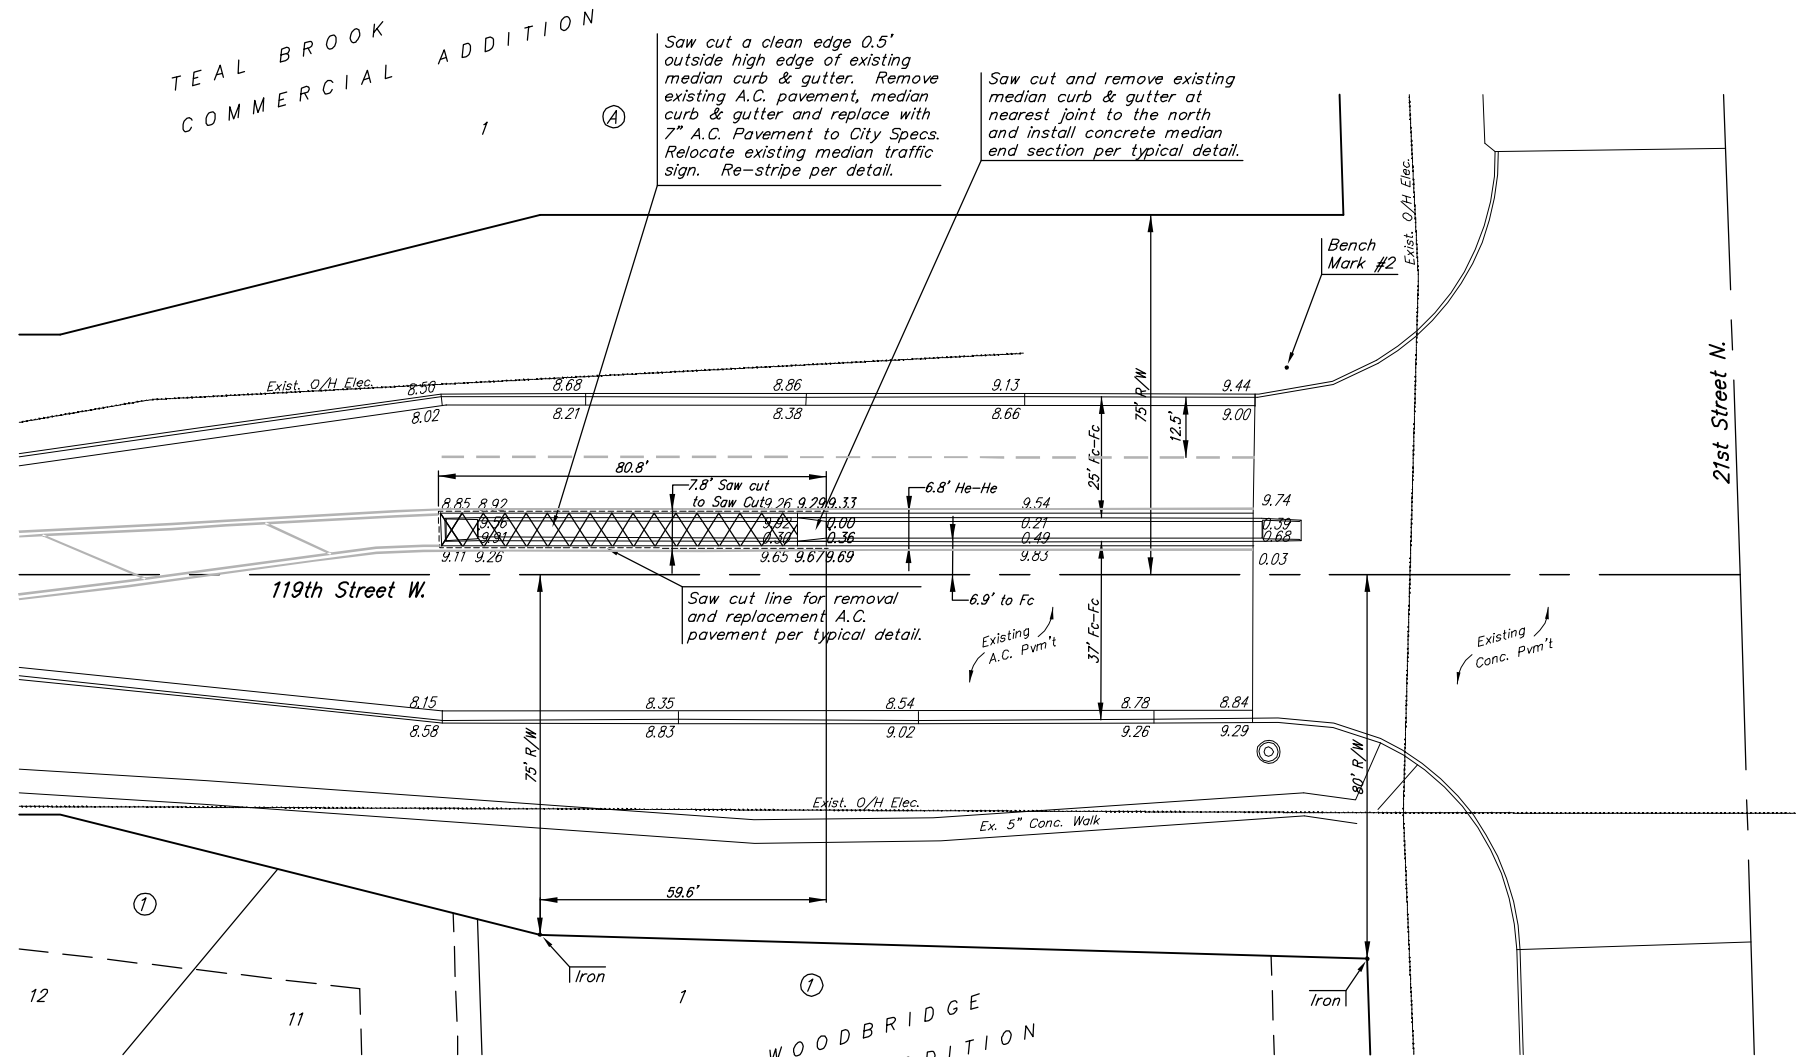 TEAL BROOK
COMMERCIAL ADDITION
1
A
Saw cut a clean edge 0.5'
outside high edge of existing
median curb & gutter. Remove
existing A.C. pavement, median
curb & gutter and replace with
7" A.C. Pavement to City Specs.
Relocate existing median traffic
sign. Re-stripe per detail.
Saw cut and remove existing
median curb & gutter at
nearest joint to the north
and install concrete median
end section per typical detail.
Exist. O/H Elec.
Bench
Mark #2
21st Street N.
75' R/W
Exist. O/H Elec.
8.50 8.68 8.86 9.13 9.44
8.02 8.21 8.38 8.66 9.00
12.5'
25' Fc-Fc
80.8'
7.8' Saw cut
to Saw Cut
6.8' He-He
8.85 8.92 9.26 9.29 9.33 9.54 9.74
9.56 9.92 0.00 0.21 0.39
9.91 0.30 0.36 0.49 0.68
9.11 9.26 9.65 9.67 9.69 9.83 0.03
119th Street W.
6.9' to Fc
Saw cut line for removal
and replacement A.C.
pavement per typical detail.
37' Fc-Fc
Existing
A.C. Pvm't
Existing
Conc. Pvm't
8.15 8.35 8.54 8.78 8.84
8.58 8.83 9.02 9.26 9.29
75' R/W
80' R/W
Exist. O/H Elec.
Ex. 5" Conc. Walk
59.6'
1
Iron
Iron
12
11
1
1
WOODBRIDGE